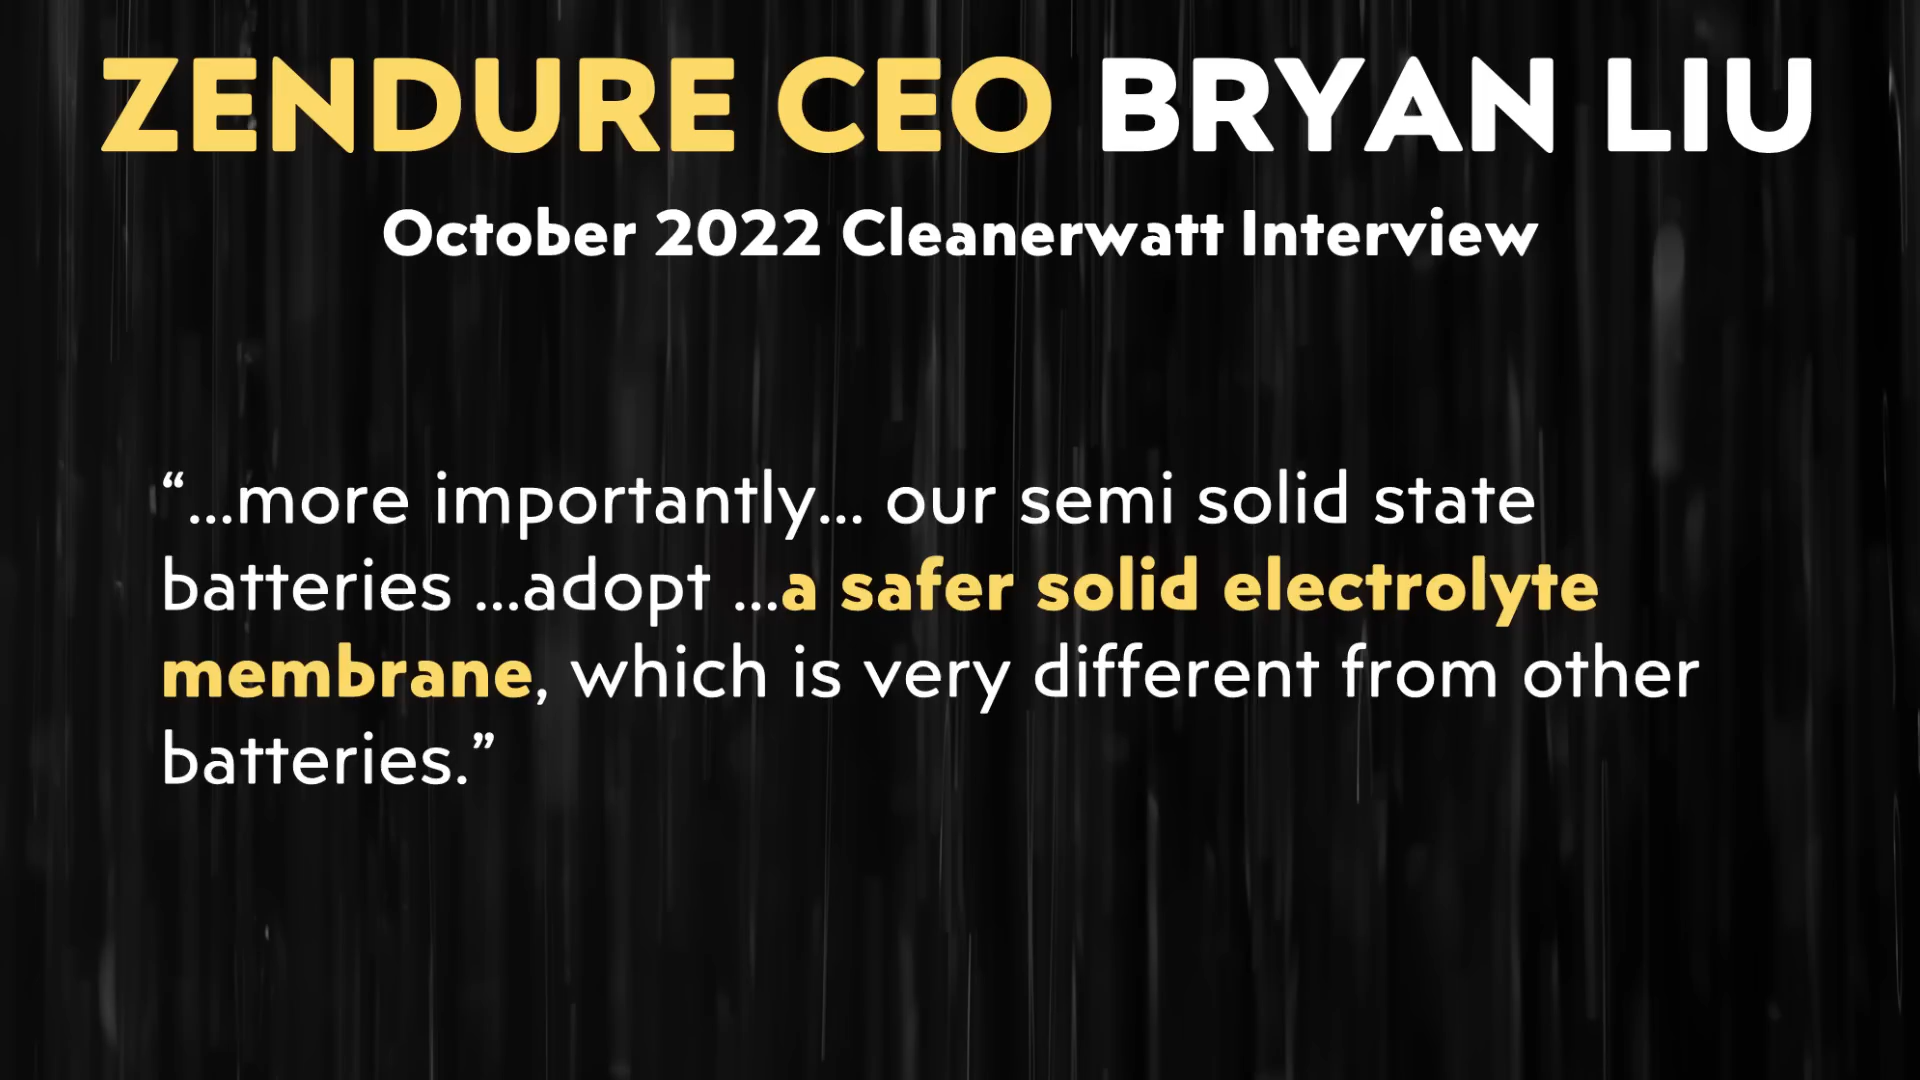 ZENDURE CEO BRYAN LIU
October 2022 Cleanerwatt Interview
“...more importantly... our semi solid state
batteries ...adopt ...a safer solid electrolyte
membrane, which is very different from other
batteries.”